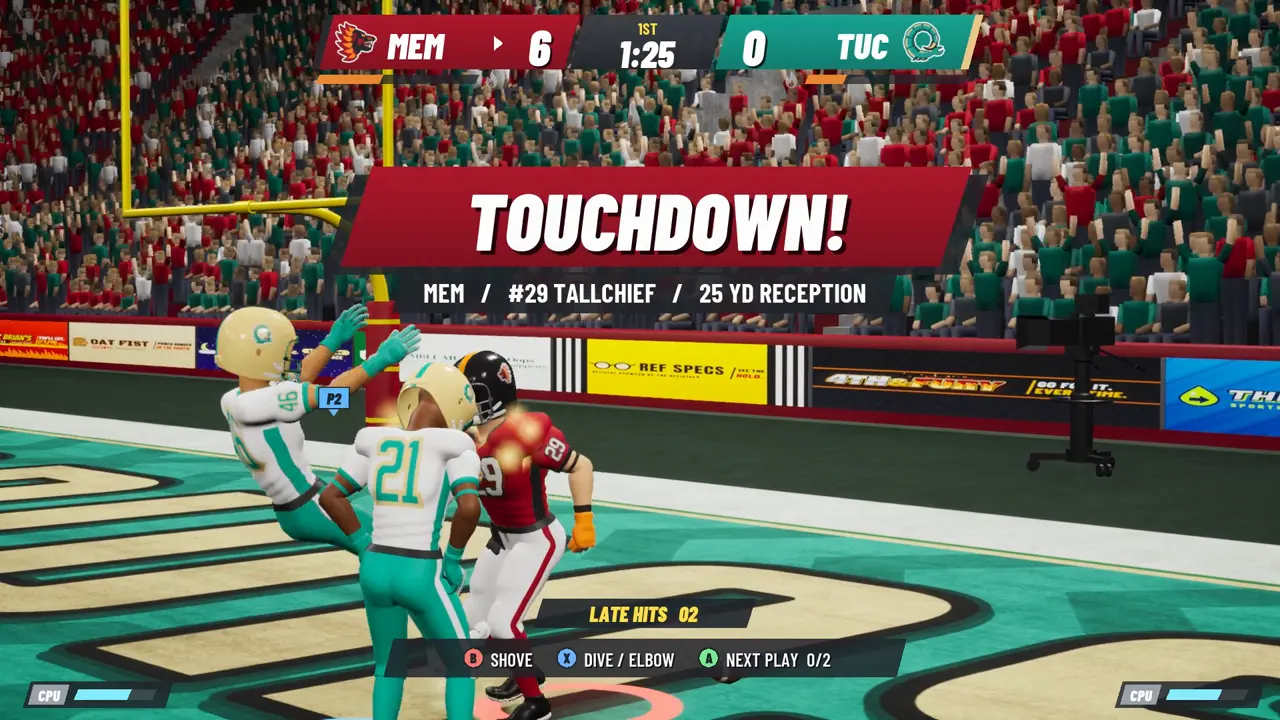 MEM 6
1ST
1:25
0 TUC
TOUCHDOWN!
MEM / #29 TALLCHIEF / 25 YD RECEPTION
BRIAN'S
OAT FIST
REF SPECS
4TH & FURY
GO FOR IT.
EVERY TIME.
SPORTS
46
P2
21
29
LATE HITS 02
B SHOVE X DIVE / ELBOW A NEXT PLAY 0/2
CPU
CPU